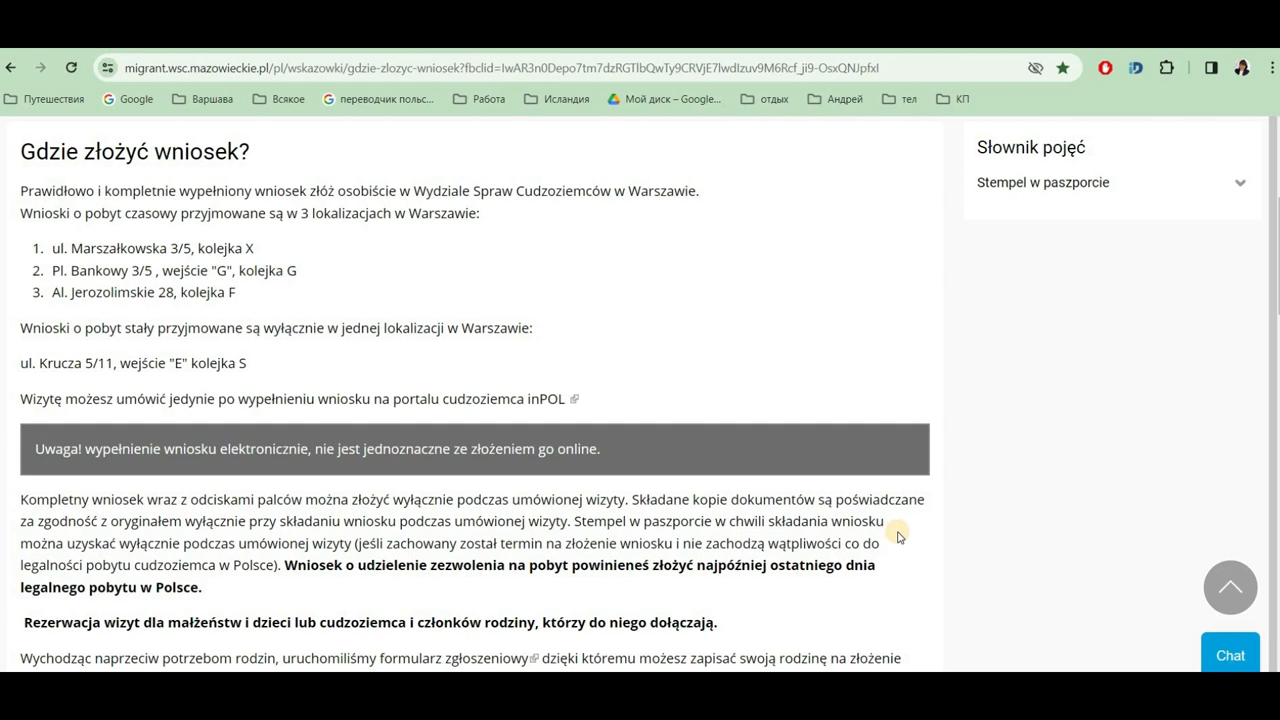 migrant.wsc.mazowieckie.pl/pl/wskazowki/gdzie-zlozyc-wniosek?fbclid=IwAR3n0Depo7tm7dzRGTlbQwTy9CRVjE7lwdIzuv9M6Rcf_ji9-OsxQNJpfxI
Путешествия Google Варшава Всякое переводчик польс... Работа Исландия Мой диск – Google... отдых Андрей тел КП
Gdzie złożyć wniosek?
Prawidłowo i kompletnie wypełniony wniosek złóż osobiście w Wydziale Spraw Cudzoziemców w Warszawie.
Wnioski o pobyt czasowy przyjmowane są w 3 lokalizacjach w Warszawie:
1. ul. Marszałkowska 3/5, kolejka X
2. Pl. Bankowy 3/5 , wejście "G", kolejka G
3. Al. Jerozolimskie 28, kolejka F
Wnioski o pobyt stały przyjmowane są wyłącznie w jednej lokalizacji w Warszawie:
ul. Krucza 5/11, wejście "E" kolejka S
Wizytę możesz umówić jedynie po wypełnieniu wniosku na portalu cudzoziemca inPOL
Uwaga! wypełnienie wniosku elektronicznie, nie jest jednoznaczne ze złożeniem go online.
Kompletny wniosek wraz z odciskami palców można złożyć wyłącznie podczas umówionej wizyty. Składane kopie dokumentów są poświadczane
za zgodność z oryginałem wyłącznie przy składaniu wniosku podczas umówionej wizyty. Stempel w paszporcie w chwili składania wniosku
można uzyskać wyłącznie podczas umówionej wizyty (jeśli zachowany został termin na złożenie wniosku i nie zachodzą wątpliwości co do
legalności pobytu cudzoziemca w Polsce). Wniosek o udzielenie zezwolenia na pobyt powinieneś złożyć najpóźniej ostatniego dnia
legalnego pobytu w Polsce.
Rezerwacja wizyt dla małżeństw i dzieci lub cudzoziemca i członków rodziny, którzy do niego dołączają.
Wychodząc naprzeciw potrzebom rodzin, uruchomiliśmy formularz zgłoszeniowy dzięki któremu możesz zapisać swoją rodzinę na złożenie
Słownik pojęć
Stempel w paszporcie
Chat